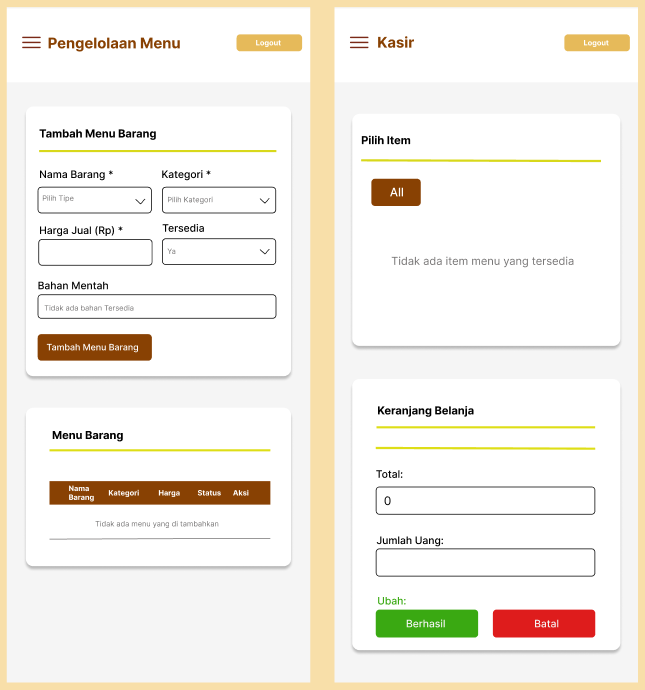 Pengelolaan Menu
Logout
Tambah Menu Barang
Nama Barang *
Kategori *
Pilih Tipe
Pilih Kategori
Harga Jual (Rp) *
Tersedia
Ya
Bahan Mentah
Tidak ada bahan Tersedia
Tambah Menu Barang
Menu Barang
Nama Barang
Kategori
Harga
Status
Aksi
Tidak ada menu yang di tambahkan
Kasir
Logout
Pilih Item
All
Tidak ada item menu yang tersedia
Keranjang Belanja
Total:
0
Jumlah Uang:
Ubah:
Berhasil
Batal